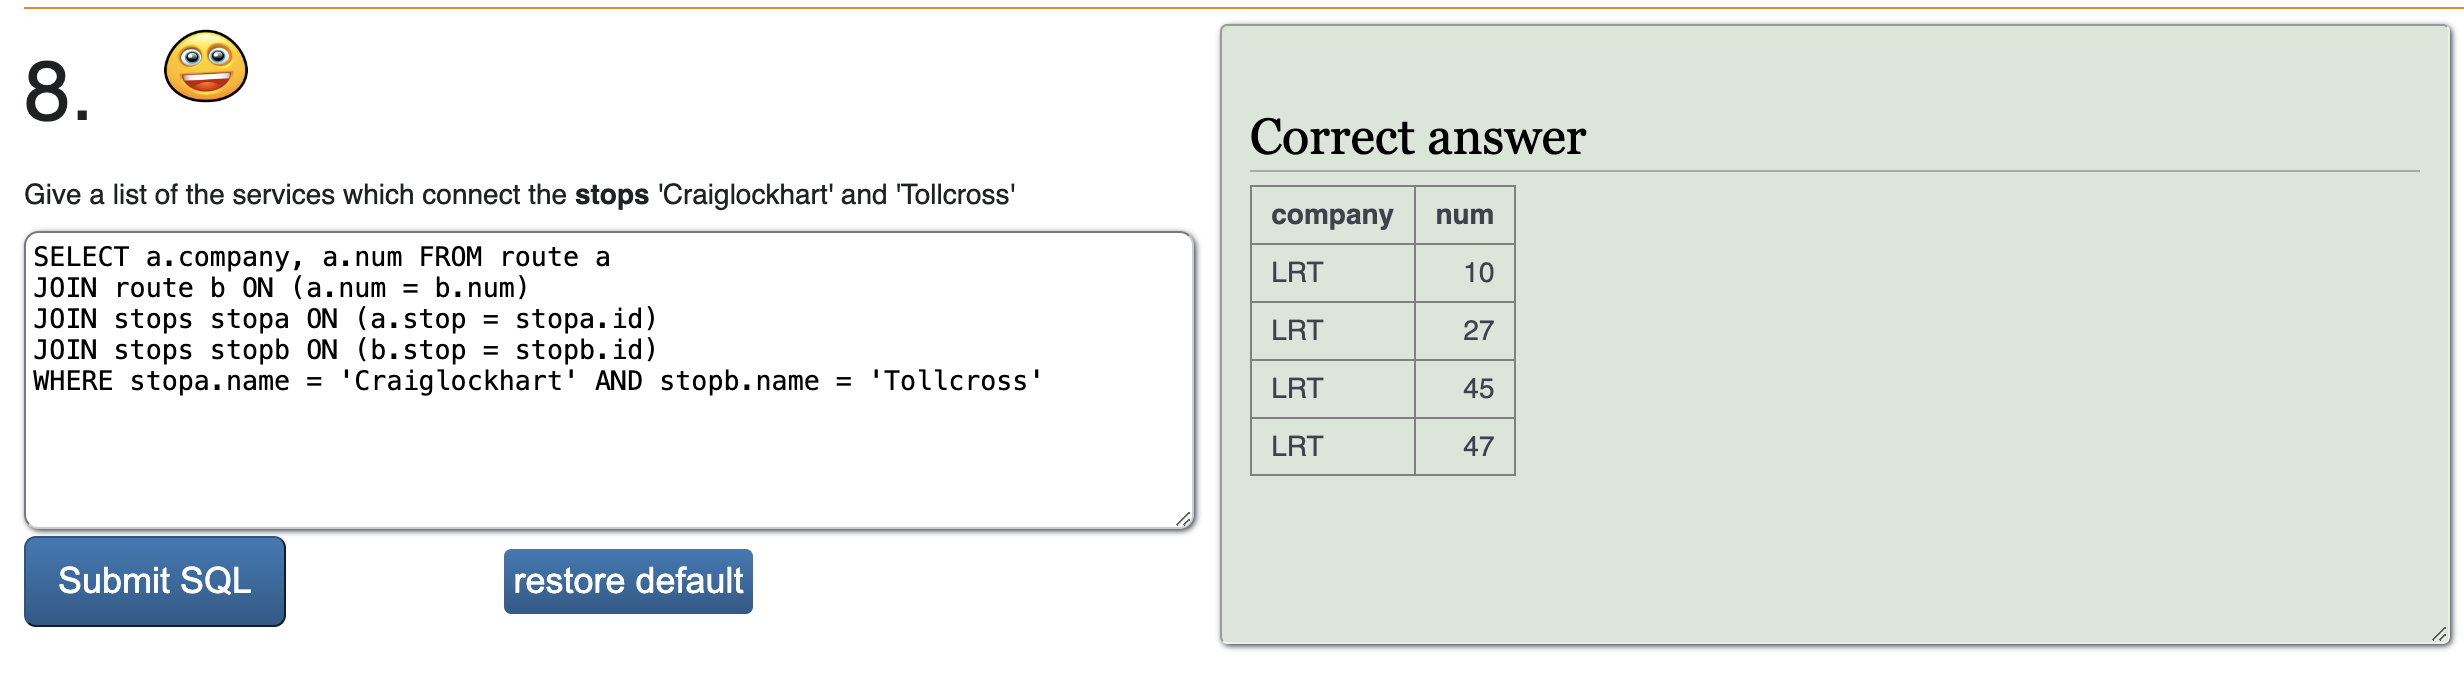 8.
Give a list of the services which connect the stops 'Craiglockhart' and 'Tollcross'
SELECT a.company, a.num FROM route a
JOIN route b ON (a.num = b.num)
JOIN stops stopa ON (a.stop = stopa.id)
JOIN stops stopb ON (b.stop = stopb.id)
WHERE stopa.name = 'Craiglockhart' AND stopb.name = 'Tollcross'
Submit SQL
restore default
Correct answer
company num
LRT 10
LRT 27
LRT 45
LRT 47